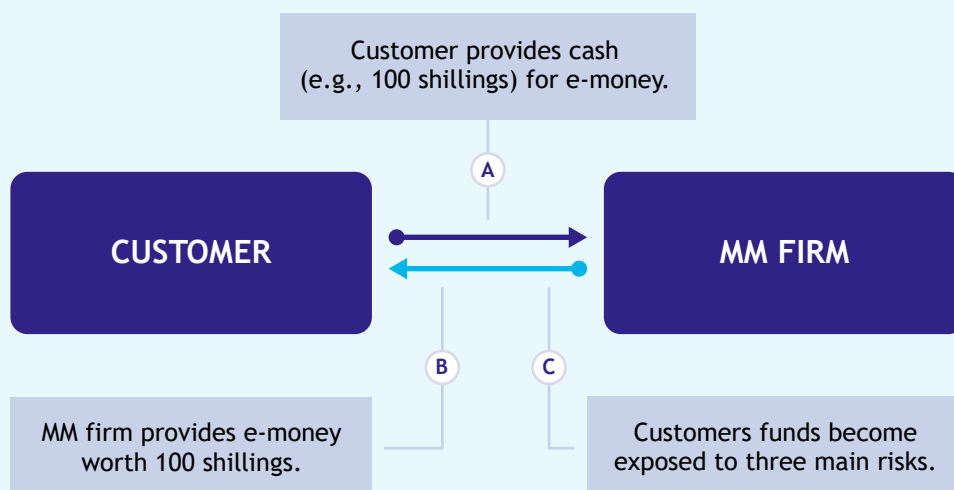 Customer provides cash
(e.g., 100 shillings) for e-money.
A
CUSTOMER
MM FIRM
B
C
MM firm provides e-money
worth 100 shillings.
Customers funds become
exposed to three main risks.